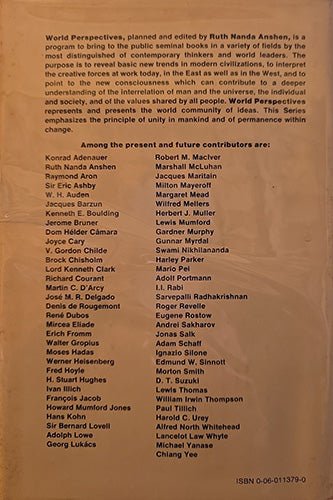 World Perspectives, planned and edited by Ruth Nanda Anshen, is a
program to bring to the public seminal books in a variety of fields by the
most distinguished of contemporary thinkers and world leaders. The
purpose is to reveal basic new trends in modern civilizations, to interpret
the creative forces at work today, in the East as well as in the West, and to
point to the new consciousness which can contribute to a deeper
understanding of the interrelation of man and the universe, the individual
and society, and of the values shared by all people. World Perspectives
represents and presents the world community of ideas. This Series
emphasizes the principle of unity in mankind and of permanence within
change.
Among the present and future contributors are:
Konrad Adenauer
Ruth Nanda Anshen
Raymond Aron
Sir Eric Ashby
W. H. Auden
Jacques Barzun
Kenneth E. Boulding
Jerome Bruner
Dom Hélder Câmara
Joyce Cary
V. Gordon Childe
Brock Chisholm
Lord Kenneth Clark
Richard Courant
Martin C. D'Arcy
José M. R. Delgado
Denis de Rougemont
René Dubos
Mircea Eliade
Erich Fromm
Walter Gropius
Moses Hadas
Werner Heisenberg
Fred Hoyle
H. Stuart Hughes
Ivan Illich
François Jacob
Howard Mumford Jones
Hans Kohn
Sir Bernard Lovell
Adolph Lowe
Georg Lukács
Robert M. MacIver
Marshall McLuhan
Jacques Maritain
Milton Mayeroff
Margaret Mead
Wilfred Mellers
Herbert J. Muller
Lewis Mumford
Gardner Murphy
Gunnar Myrdal
Swami Nikhilananda
Harley Parker
Mario Pei
Adolf Portmann
I.I. Rabi
Sarvepalli Radhakrishnan
Roger Revelle
Eugene Rostow
Andrei Sakharov
Jonas Salk
Adam Schaff
Ignazio Silone
Edmund W. Sinnott
Morton Smith
D. T. Suzuki
Lewis Thomas
William Irwin Thompson
Paul Tillich
Harold C. Urey
Alfred North Whitehead
Lancelot Law Whyte
Michael Yanase
Chiang Yee
ISBN 0-06-011379-0